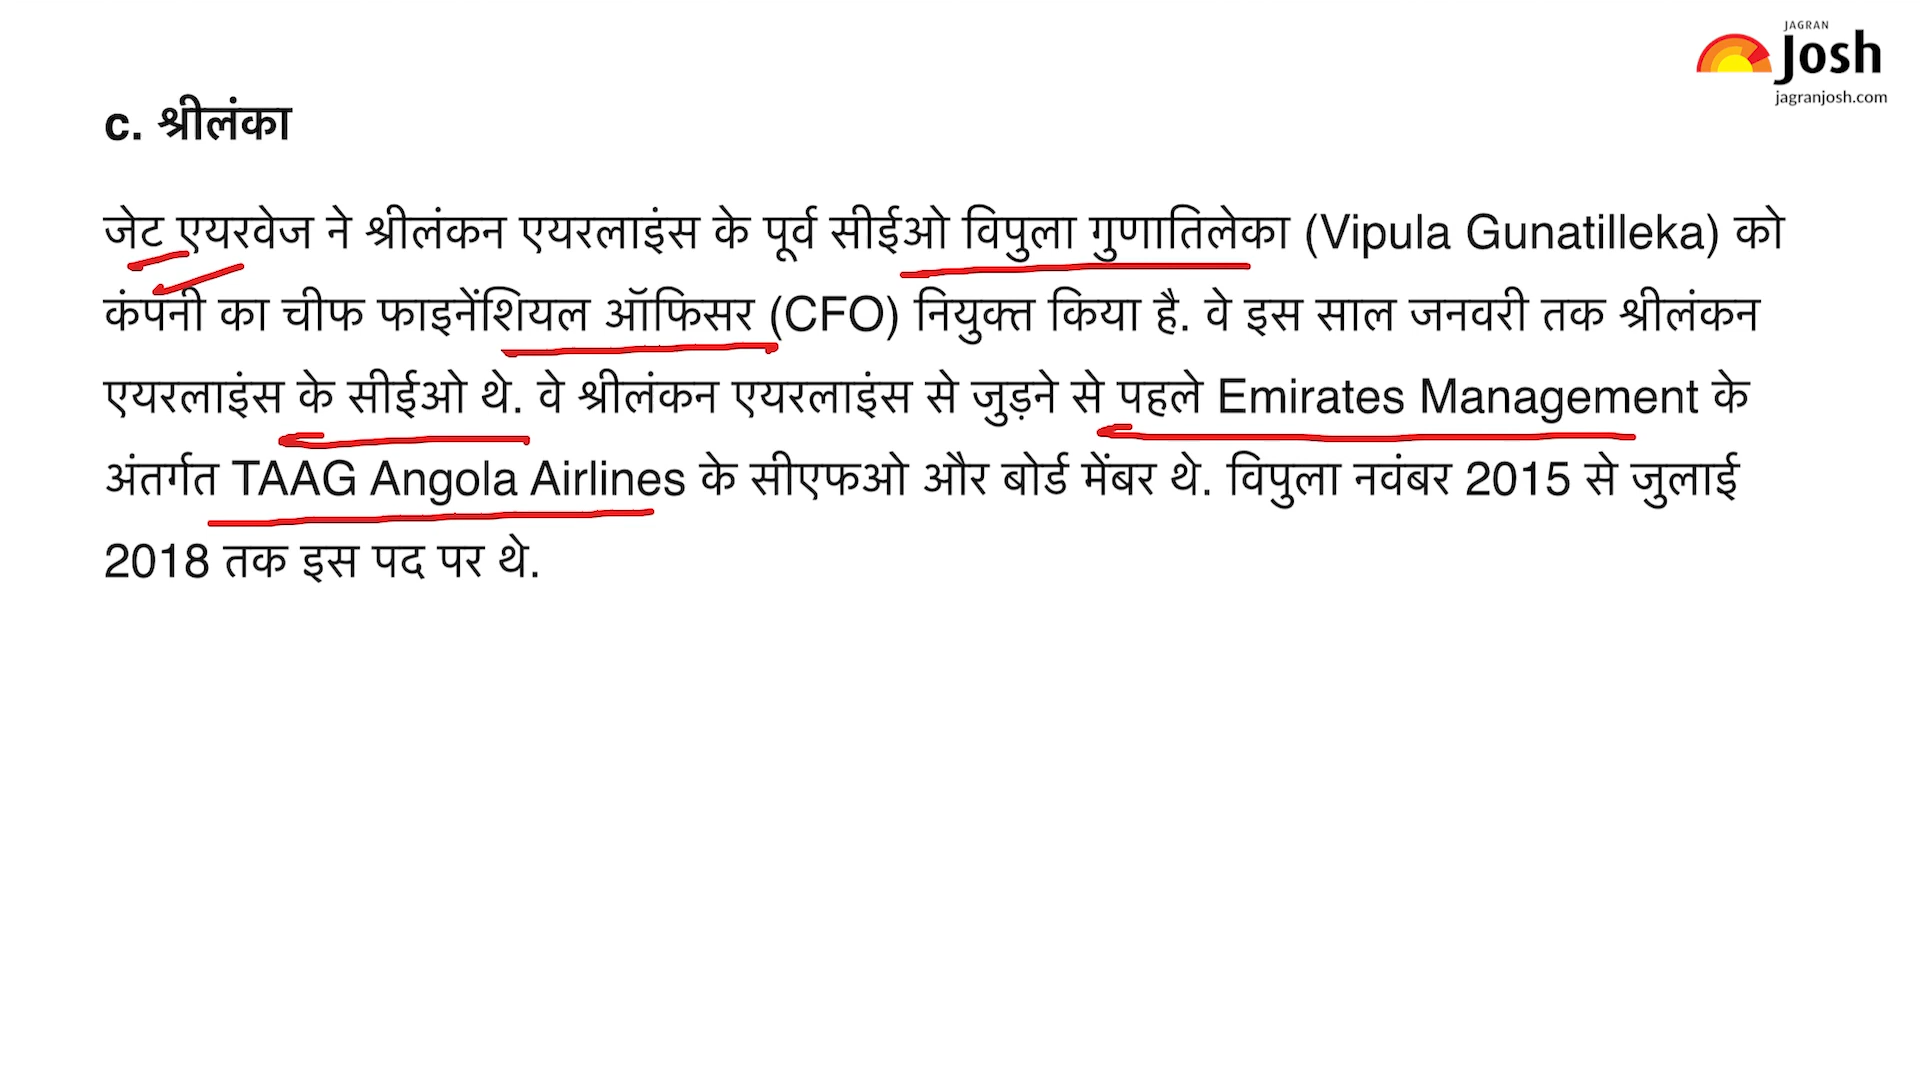 JAGRAN
Josh
jagranjosh.com
c. श्रीलंका
जेट एयरवेज ने श्रीलंकन एयरलाइंस के पूर्व सीईओ विपुला गुणातिलेका (Vipula Gunatilleka) को
कंपनी का चीफ फाइनेंशियल ऑफिसर (CFO) नियुक्त किया है. वे इस साल जनवरी तक श्रीलंकन
एयरलाइंस के सीईओ थे. वे श्रीलंकन एयरलाइंस से जुड़ने से पहले Emirates Management के
अंतर्गत TAAG Angola Airlines के सीएफओ और बोर्ड मेंबर थे. विपुला नवंबर 2015 से जुलाई
2018 तक इस पद पर थे.